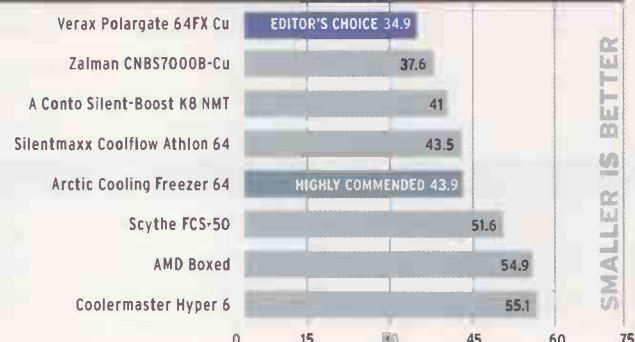 Verax Polargate 64FX Cu EDITOR'S CHOICE 34.9
Zalman CNBS7000B-Cu 37.6
A Conto Silent-Boost K8 NMT 41
Silentmaxx Coolflow Athlon 64 43.5
Arctic Cooling Freezer 64 HIGHLY COMMENDED 43.9
Scythe FCS-50 51.6
AMD Boxed 54.9
Coolermaster Hyper 6 55.1
0 15 30 45 60 75
SMALLER IS BETTER